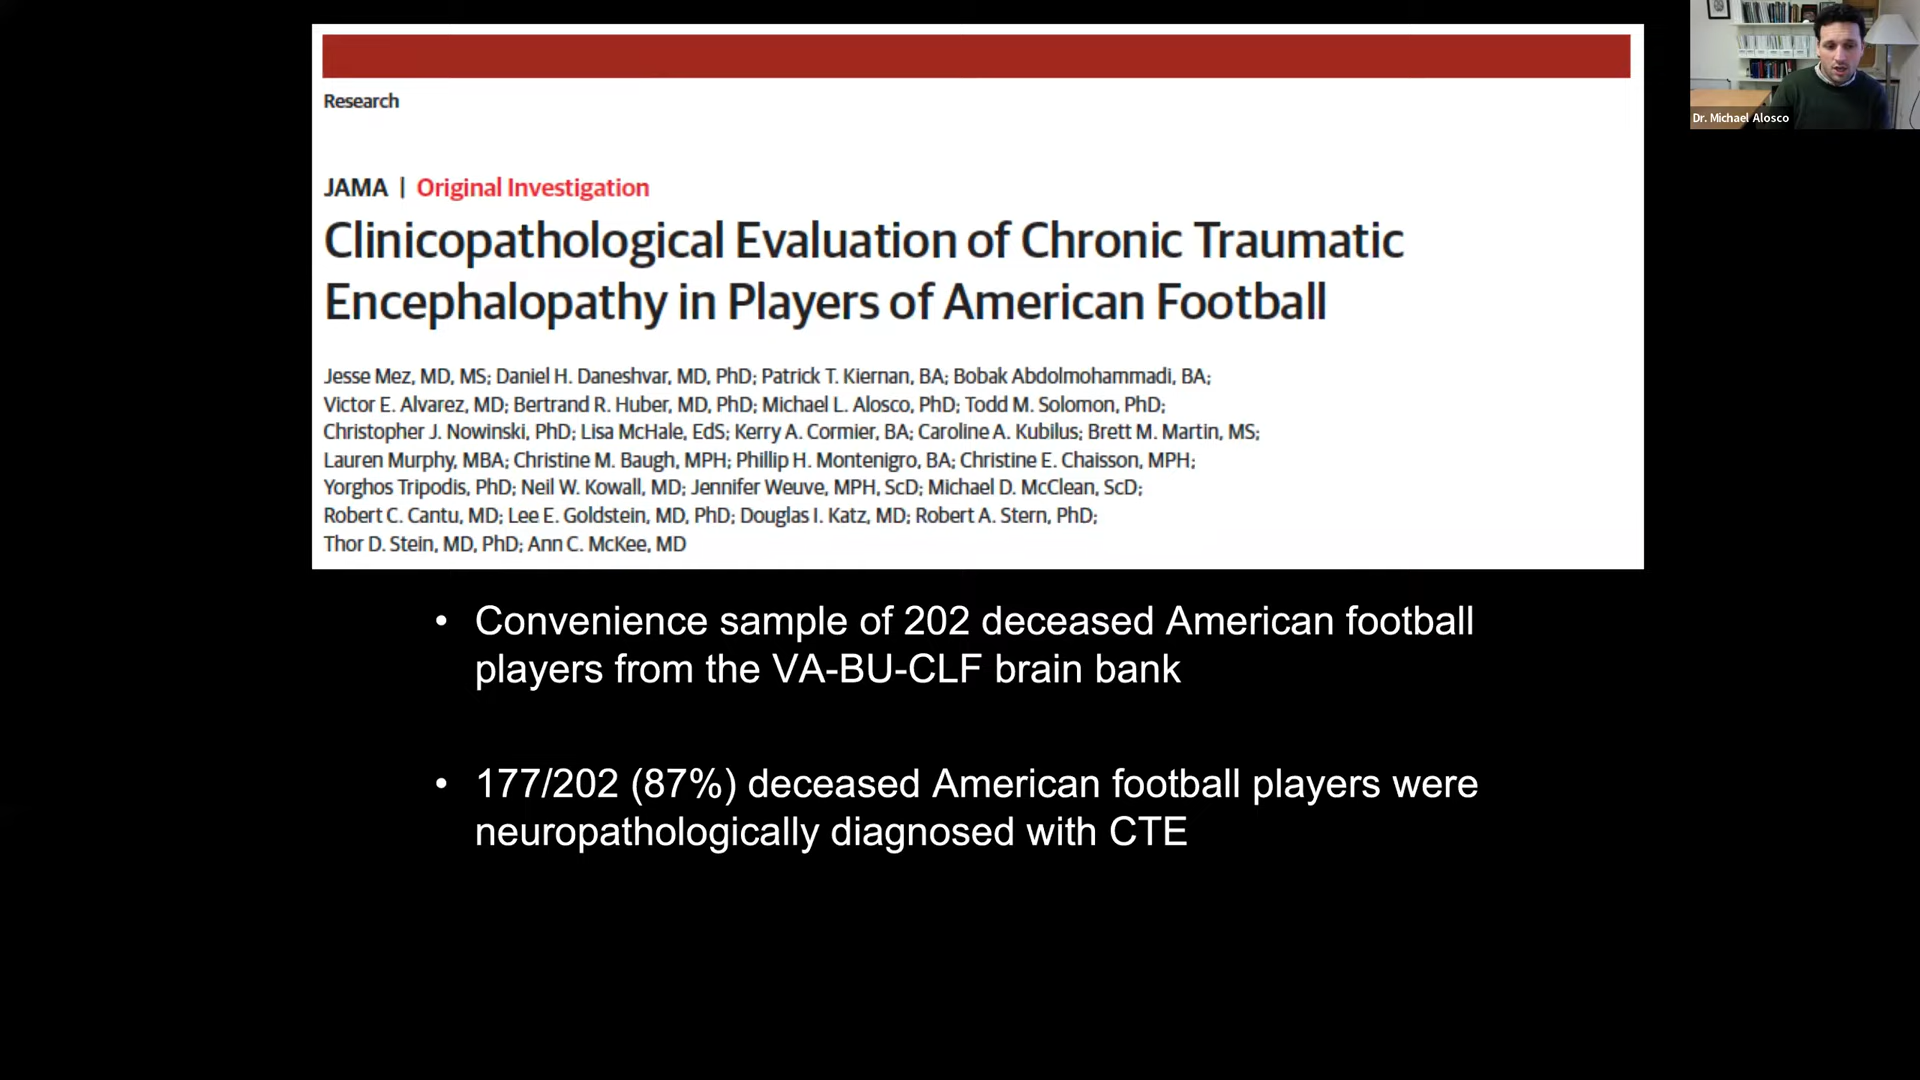 Research
JAMA | Original Investigation
Clinicopathological Evaluation of Chronic Traumatic
Encephalopathy in Players of American Football
Jesse Mez, MD, MS; Daniel H. Daneshvar, MD, PhD; Patrick T. Kiernan, BA; Bobak Abdolmohammadi, BA;
Victor E. Alvarez, MD; Bertrand R. Huber, MD, PhD; Michael L. Alosco, PhD; Todd M. Solomon, PhD;
Christopher J. Nowinski, PhD; Lisa McHale, EdS; Kerry A. Cormier, BA; Caroline A. Kubilus; Brett M. Martin, MS;
Lauren Murphy, MBA; Christine M. Baugh, MPH; Phillip H. Montenigro, BA; Christine E. Chaisson, MPH;
Yorghos Tripodis, PhD; Neil W. Kowall, MD; Jennifer Weuve, MPH, ScD; Michael D. McClean, ScD;
Robert C. Cantu, MD; Lee E. Goldstein, MD, PhD; Douglas I. Katz, MD; Robert A. Stern, PhD;
Thor D. Stein, MD, PhD; Ann C. McKee, MD
• Convenience sample of 202 deceased American football
players from the VA-BU-CLF brain bank
• 177/202 (87%) deceased American football players were
neuropathologically diagnosed with CTE
Dr. Michael Alosco